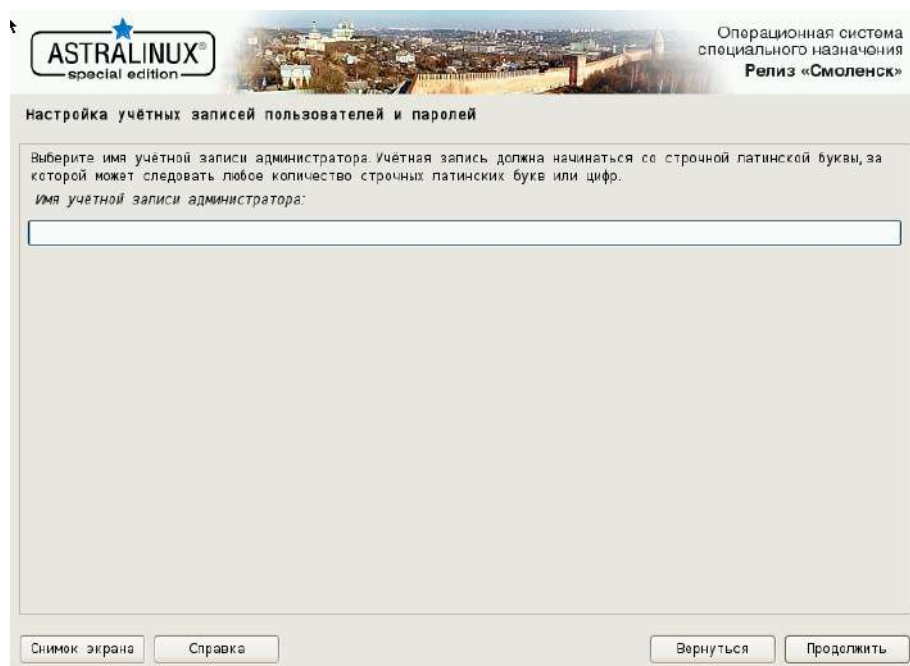 ASTRALINUX®
special edition
Операционная система
специального назначения
Релиз «Смоленск»
Настройка учётных записей пользователей и паролей
Выберите имя учётной записи администратора. Учётная запись должна начинаться со строчной латинской буквы, за
которой может следовать любое количество строчных латинских букв или цифр.
Имя учётной записи администратора:
Снимок экрана
Справка
Вернуться
Продолжить